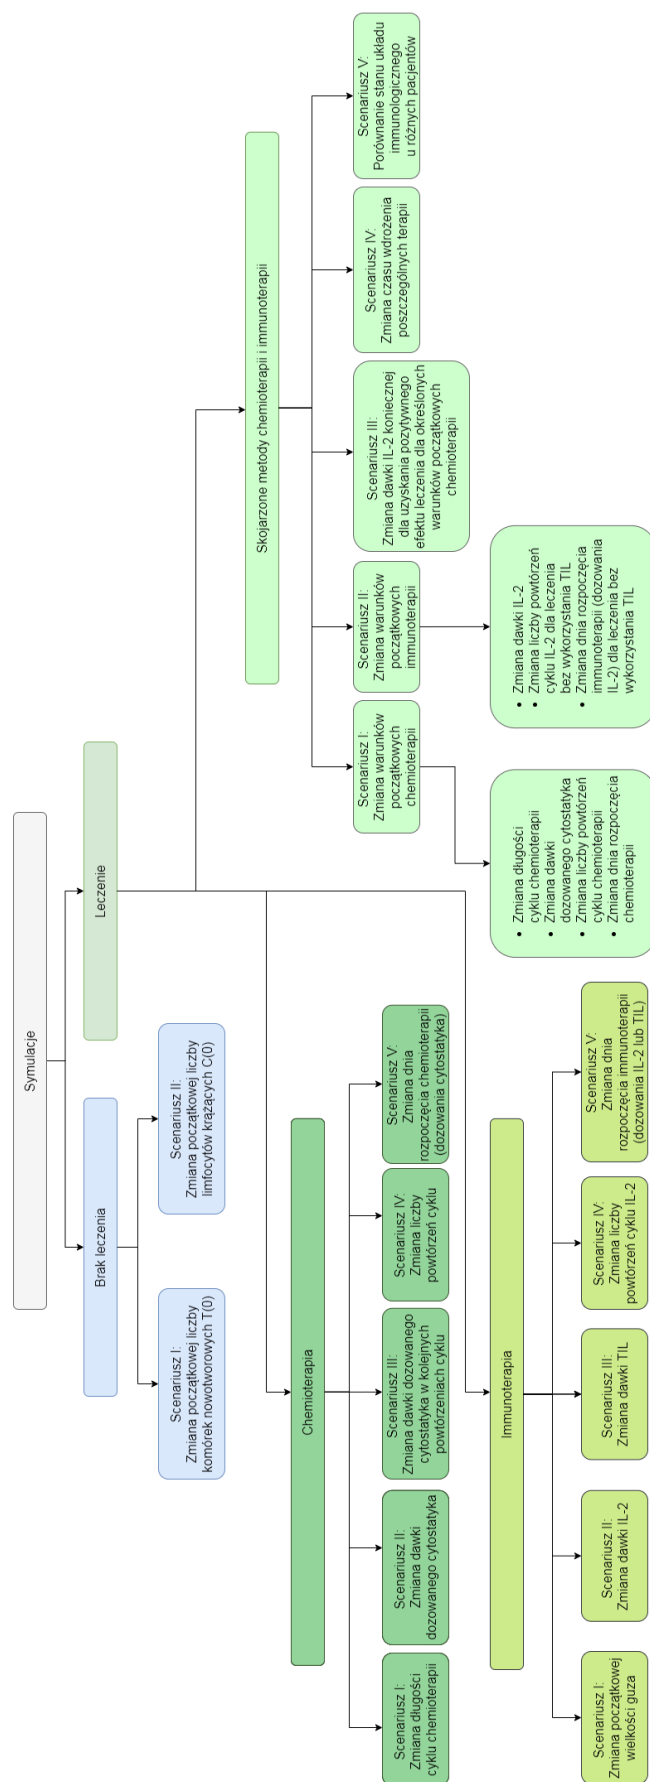 Symulacje
Brak leczenia
Leczenie
Scenariusz I:
Zmiana początkowej liczby
komórek nowotworowych T(0)
Scenariusz II:
Zmiana początkowej liczby
limfocytów krążących C(0)
Chemioterapia
Scenariusz I:
Zmiana długości
cyklu chemioterapii
Scenariusz II:
Zmiana dawki
dozowanego cytostatyka
Scenariusz III:
Zmiana dawki dozowanego
cytostatyka w kolejnych
powtórzeniach cyklu
Scenariusz IV:
Zmiana liczby
powtórzeń cyklu
Scenariusz V:
Zmiana dnia
rozpoczęcia chemioterapii
(dozowania cytostatyka)
Immunoterapia
Scenariusz I:
Zmiana początkowej
wielkości guza
Scenariusz II:
Zmiana dawki IL-2
Scenariusz III:
Zmiana dawki TIL
Scenariusz IV:
Zmiana liczby
powtórzeń cyklu IL-2
Scenariusz V:
Zmiana dnia
rozpoczęcia immunoterapii
(dozowania IL-2 lub TIL)
Skojarzone metody chemioterapii i immunoterapii
Scenariusz I:
Zmiana warunków
początkowych
chemioterapii
Scenariusz II:
Zmiana warunków
początkowych
immunoterapii
Scenariusz III:
Zmiana dawki IL-2 koniecznej
dla uzyskania pozytywnego
efektu leczenia dla określonych
warunków początkowych
chemioterapii
Scenariusz IV:
Zmiana czasu wdrożenia
poszczególnych terapii
Scenariusz V:
Porównanie stanu układu
immunologicznego
u różnych pacjentów
• Zmiana długości
cyklu chemioterapii
• Zmiana dawki
dozowanego cytostatyka
• Zmiana liczby powtórzeń
cyklu chemioterapii
• Zmiana dnia rozpoczęcia
chemioterapii
• Zmiana dawki IL-2
• Zmiana liczby powtórzeń
cyklu IL-2 dla leczenia
bez wykorzystania TIL
• Zmiana dnia rozpoczęcia
immunoterapii (dozowania
IL-2) dla leczenia bez
wykorzystania TIL